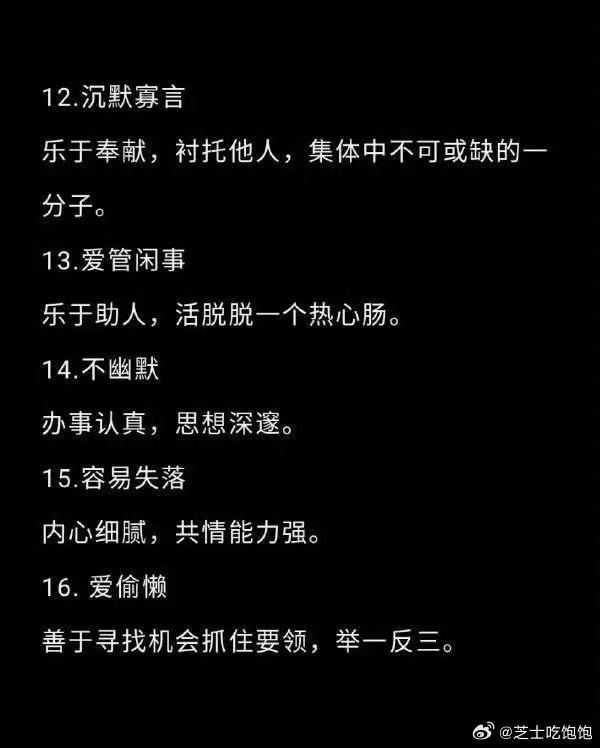 12.沉默寡言
乐于奉献，衬托他人，集体中不可或缺的一
分子。
13.爱管闲事
乐于助人，活脱脱一个热心肠。
14.不幽默
办事认真，思想深邃。
15.容易失落
内心细腻，共情能力强。
16. 爱偷懒
善于寻找机会抓住要领，举一反三。
@芝士吃饱饱